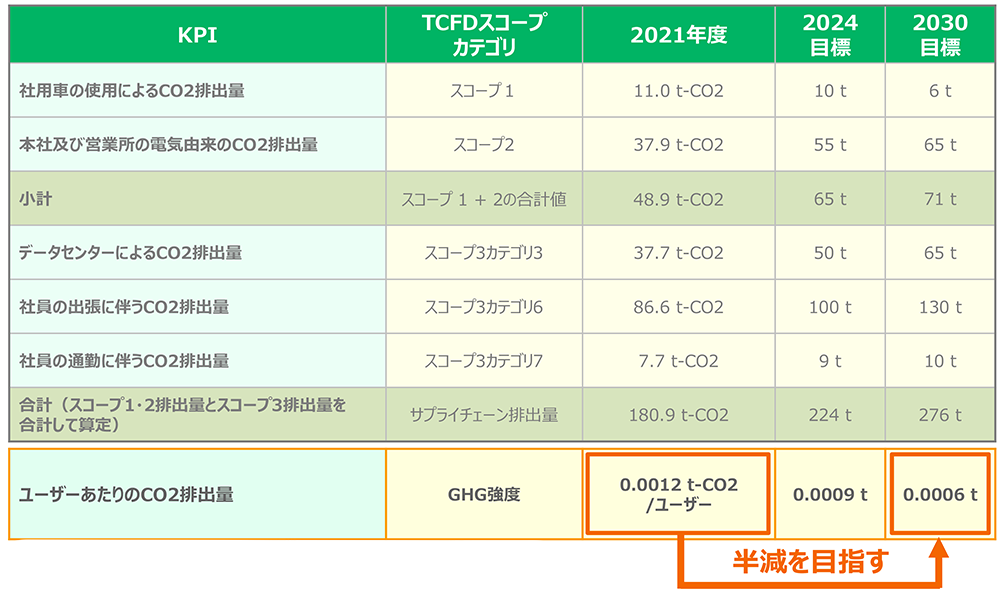 KPI
TCFDスコープ
カテゴリ
2021年度
2024
目標
2030
目標
社用車の使用によるCO2排出量
スコープ 1
11.0 t-CO2
10 t
6 t
本社及び営業所の電気由来のCO2排出量
スコープ2
37.9 t-CO2
55 t
65 t
小計
スコープ 1 + 2の合計値
48.9 t-CO2
65 t
71 t
データセンターによるCO2排出量
スコープ3カテゴリ3
37.7 t-CO2
50 t
65 t
社員の出張に伴うCO2排出量
スコープ3カテゴリ6
86.6 t-CO2
100 t
130 t
社員の通勤に伴うCO2排出量
スコープ3カテゴリ7
7.7 t-CO2
9 t
10 t
合計（スコープ1・2排出量とスコープ3排出量を
合計して算定）
サプライチェーン排出量
180.9 t-CO2
224 t
276 t
ユーザーあたりのCO2排出量
GHG強度
0.0012 t-CO2
/ユーザー
0.0009 t
0.0006 t
半減を目指す